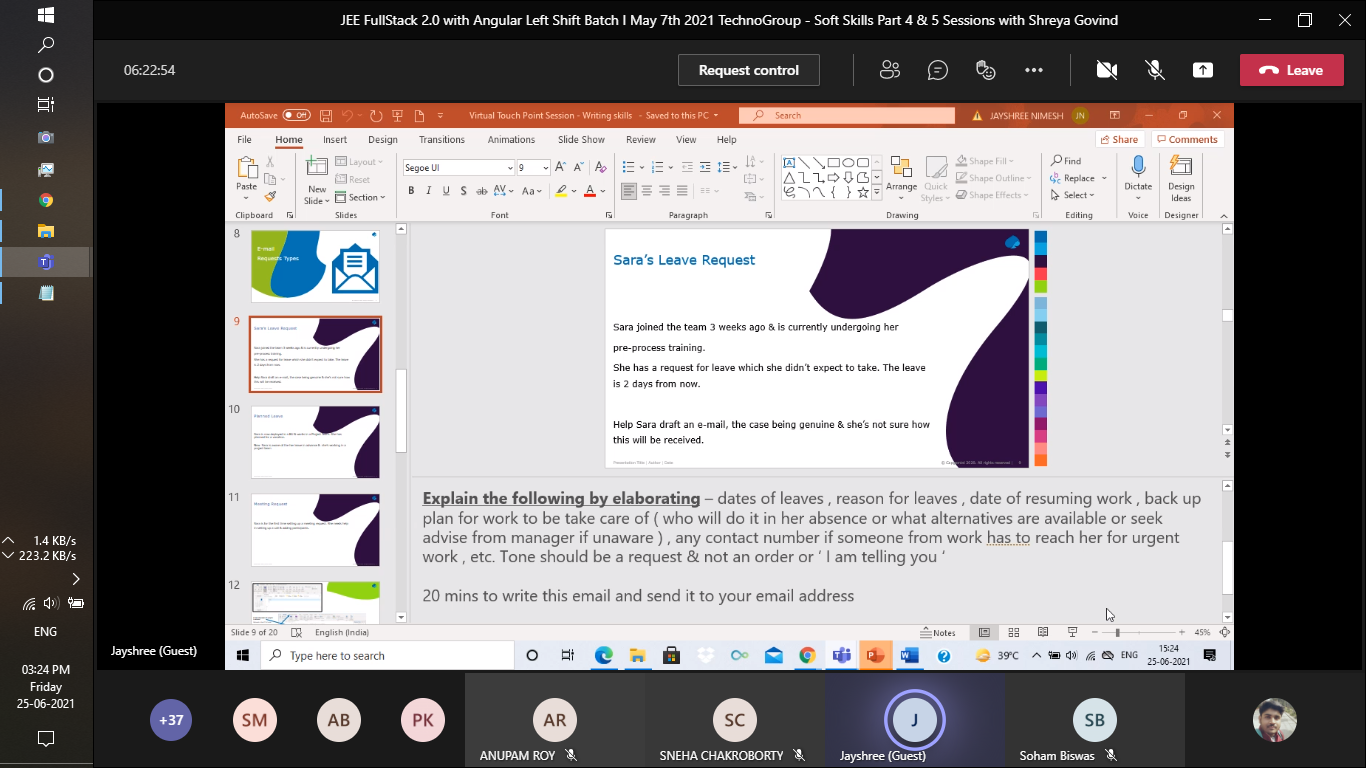 JEE FullStack 2.0 with Angular Left Shift Batch I May 7th 2021 TechnoGroup - Soft Skills Part 4 & 5 Sessions with Shreya Govind
06:22:54
Request control
Leave
AutoSave Off
Virtual Touch Point Session - Writing skills - Saved to this PC
Search
JAYSHREE NIMESH JN
File Home Insert Design Transitions Animations Slide Show Review View Help
Share Comments
Paste
New Slide
Layout
Reset
Section
Segoe UI 9
Arrange
Quick Styles
Shape Fill
Shape Outline
Shape Effects
Find
Replace
Select
Dictate
Design Ideas
Clipboard Slides Font Paragraph Drawing Editing Voice Designer
8
E-mail
Requests Types
9
Sara's Leave Request
10
Planned Leave
11
Meeting Request
12
Sara's Leave Request
Sara joined the team 3 weeks ago & is currently undergoing her
pre-process training.
She has a request for leave which she didn't expect to take. The leave
is 2 days from now.
Help Sara draft an e-mail, the case being genuine & she's not sure how
this will be received.
Presentation Title | Author | Date
9
Explain the following by elaborating – dates of leaves , reason for leaves , date of resuming work , back up
plan for work to be take care of ( who will do it in her absence or what alternatives are available or seek
advise from manager if unaware ) , any contact number if someone from work has to reach her for urgent
work , etc. Tone should be a request & not an order or ' I am telling you '
20 mins to write this email and send it to your email address
Slide 9 of 20 English (India)
Notes
45%
Type here to search
39°C
ENG
15:24
25-06-2021
Jayshree (Guest)
1.4 KB/s
223.2 KB/s
ENG
03:24 PM
Friday
25-06-2021
+37
SM
AB
PK
AR
ANUPAM ROY
SC
SNEHA CHAKROBORTY
J
Jayshree (Guest)
SB
Soham Biswas